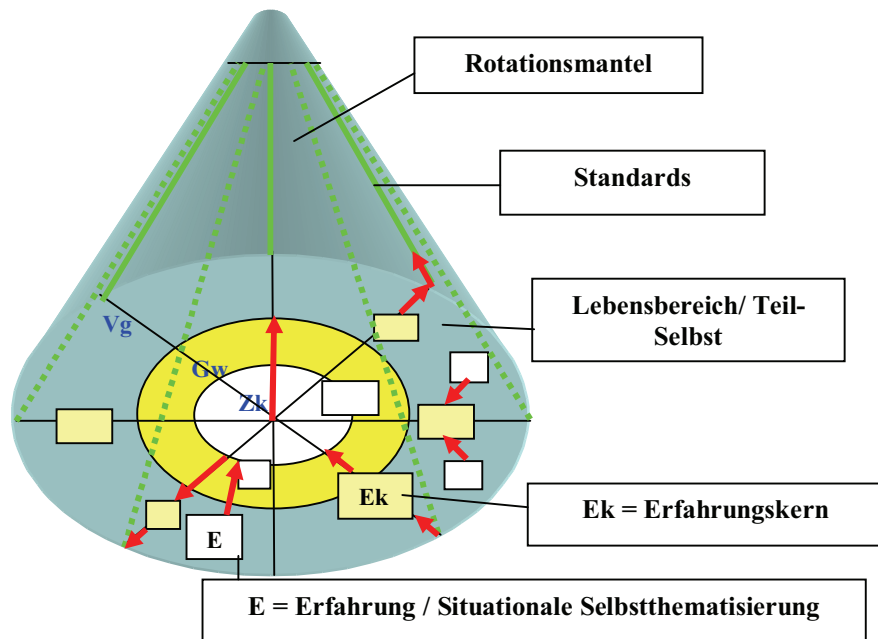 Rotationsmantel
Standards
Lebensbereich/ Teil-
Selbst
Vg
Gw
Zk
Ek
Ek = Erfahrungskern
E
E = Erfahrung / Situationale Selbstthematisierung